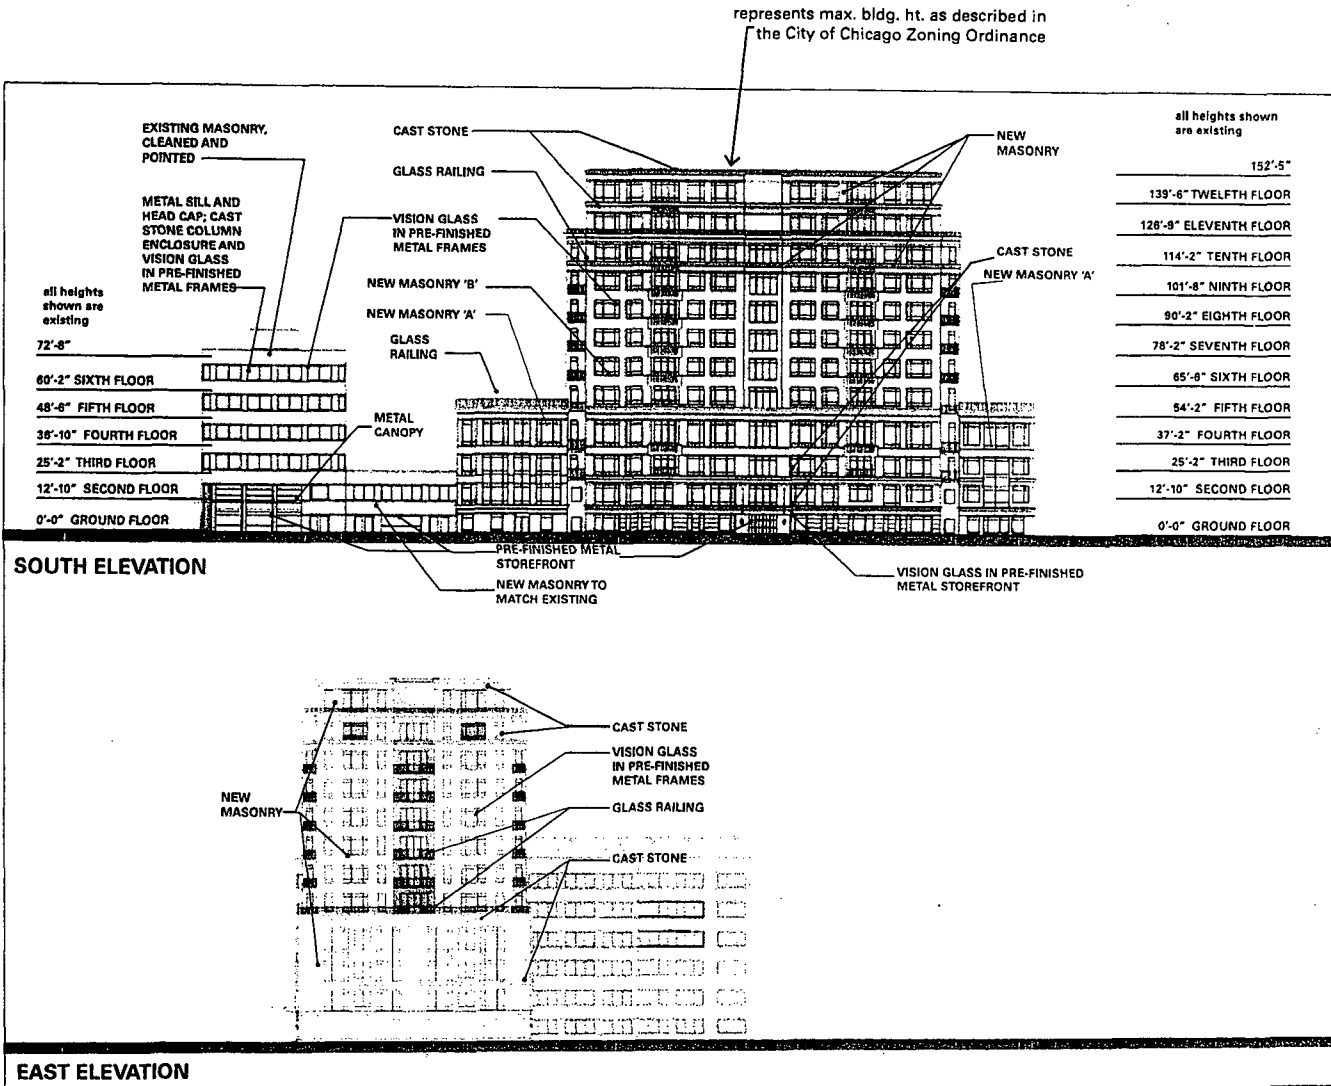 represents max. bldg. ht. as described in
the City of Chicago Zoning Ordinance
EXISTING MASONRY,
CLEANED AND
POINTED
METAL SILL AND
HEAD CAP; CAST
STONE COLUMN
ENCLOSURE AND
VISION GLASS
IN PRE-FINISHED
METAL FRAMES
all heights
shown are
existing
72'-8"
60'-2" SIXTH FLOOR
48'-6" FIFTH FLOOR
36'-10" FOURTH FLOOR
25'-2" THIRD FLOOR
12'-10" SECOND FLOOR
0'-0" GROUND FLOOR
CAST STONE
GLASS RAILING
VISION GLASS
IN PRE-FINISHED
METAL FRAMES
NEW MASONRY 'B'
NEW MASONRY 'A'
GLASS
RAILING
METAL
CANOPY
NEW
MASONRY
CAST STONE
NEW MASONRY 'A'
all heights shown
are existing
152'-5"
139'-6" TWELFTH FLOOR
126'-9" ELEVENTH FLOOR
114'-2" TENTH FLOOR
101'-8" NINTH FLOOR
90'-2" EIGHTH FLOOR
78'-2" SEVENTH FLOOR
65'-6" SIXTH FLOOR
54'-2" FIFTH FLOOR
37'-2" FOURTH FLOOR
25'-2" THIRD FLOOR
12'-10" SECOND FLOOR
0'-0" GROUND FLOOR
PRE-FINISHED METAL
STOREFRONT
NEW MASONRY TO
MATCH EXISTING
VISION GLASS IN PRE-FINISHED
METAL STOREFRONT
SOUTH ELEVATION
NEW
MASONRY
CAST STONE
VISION GLASS
IN PRE-FINISHED
METAL FRAMES
GLASS RAILING
CAST STONE
EAST ELEVATION